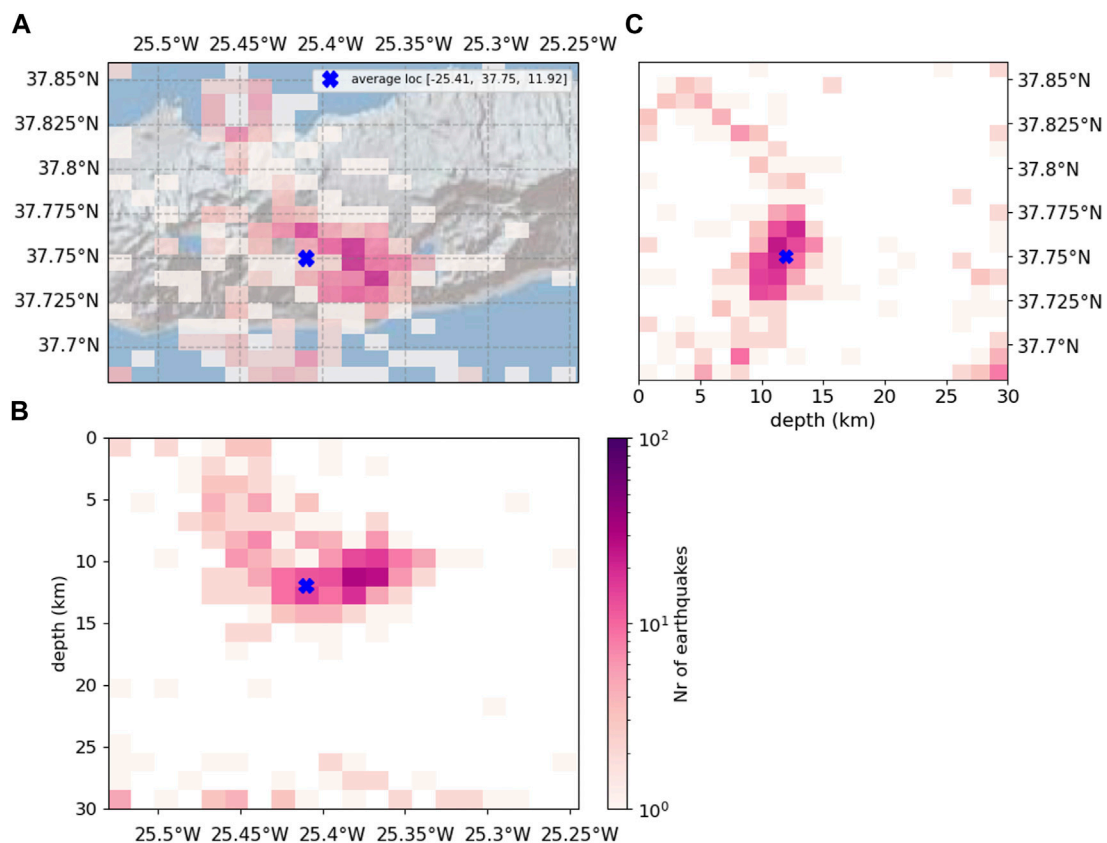 A
25.5°W 25.45°W 25.4°W 25.35°W 25.3°W 25.25°W
37.85°N
37.825°N
37.8°N
37.775°N
37.75°N
37.725°N
37.7°N
average loc [-25.41, 37.75, 11.92]
C
37.85°N
37.825°N
37.8°N
37.775°N
37.75°N
37.725°N
37.7°N
0 5 10 15 20 25 30
depth (km)
B
0
5
10
15
20
25
30
depth (km)
25.5°W 25.45°W 25.4°W 25.35°W 25.3°W 25.25°W
10²
10¹
10⁰
Nr of earthquakes